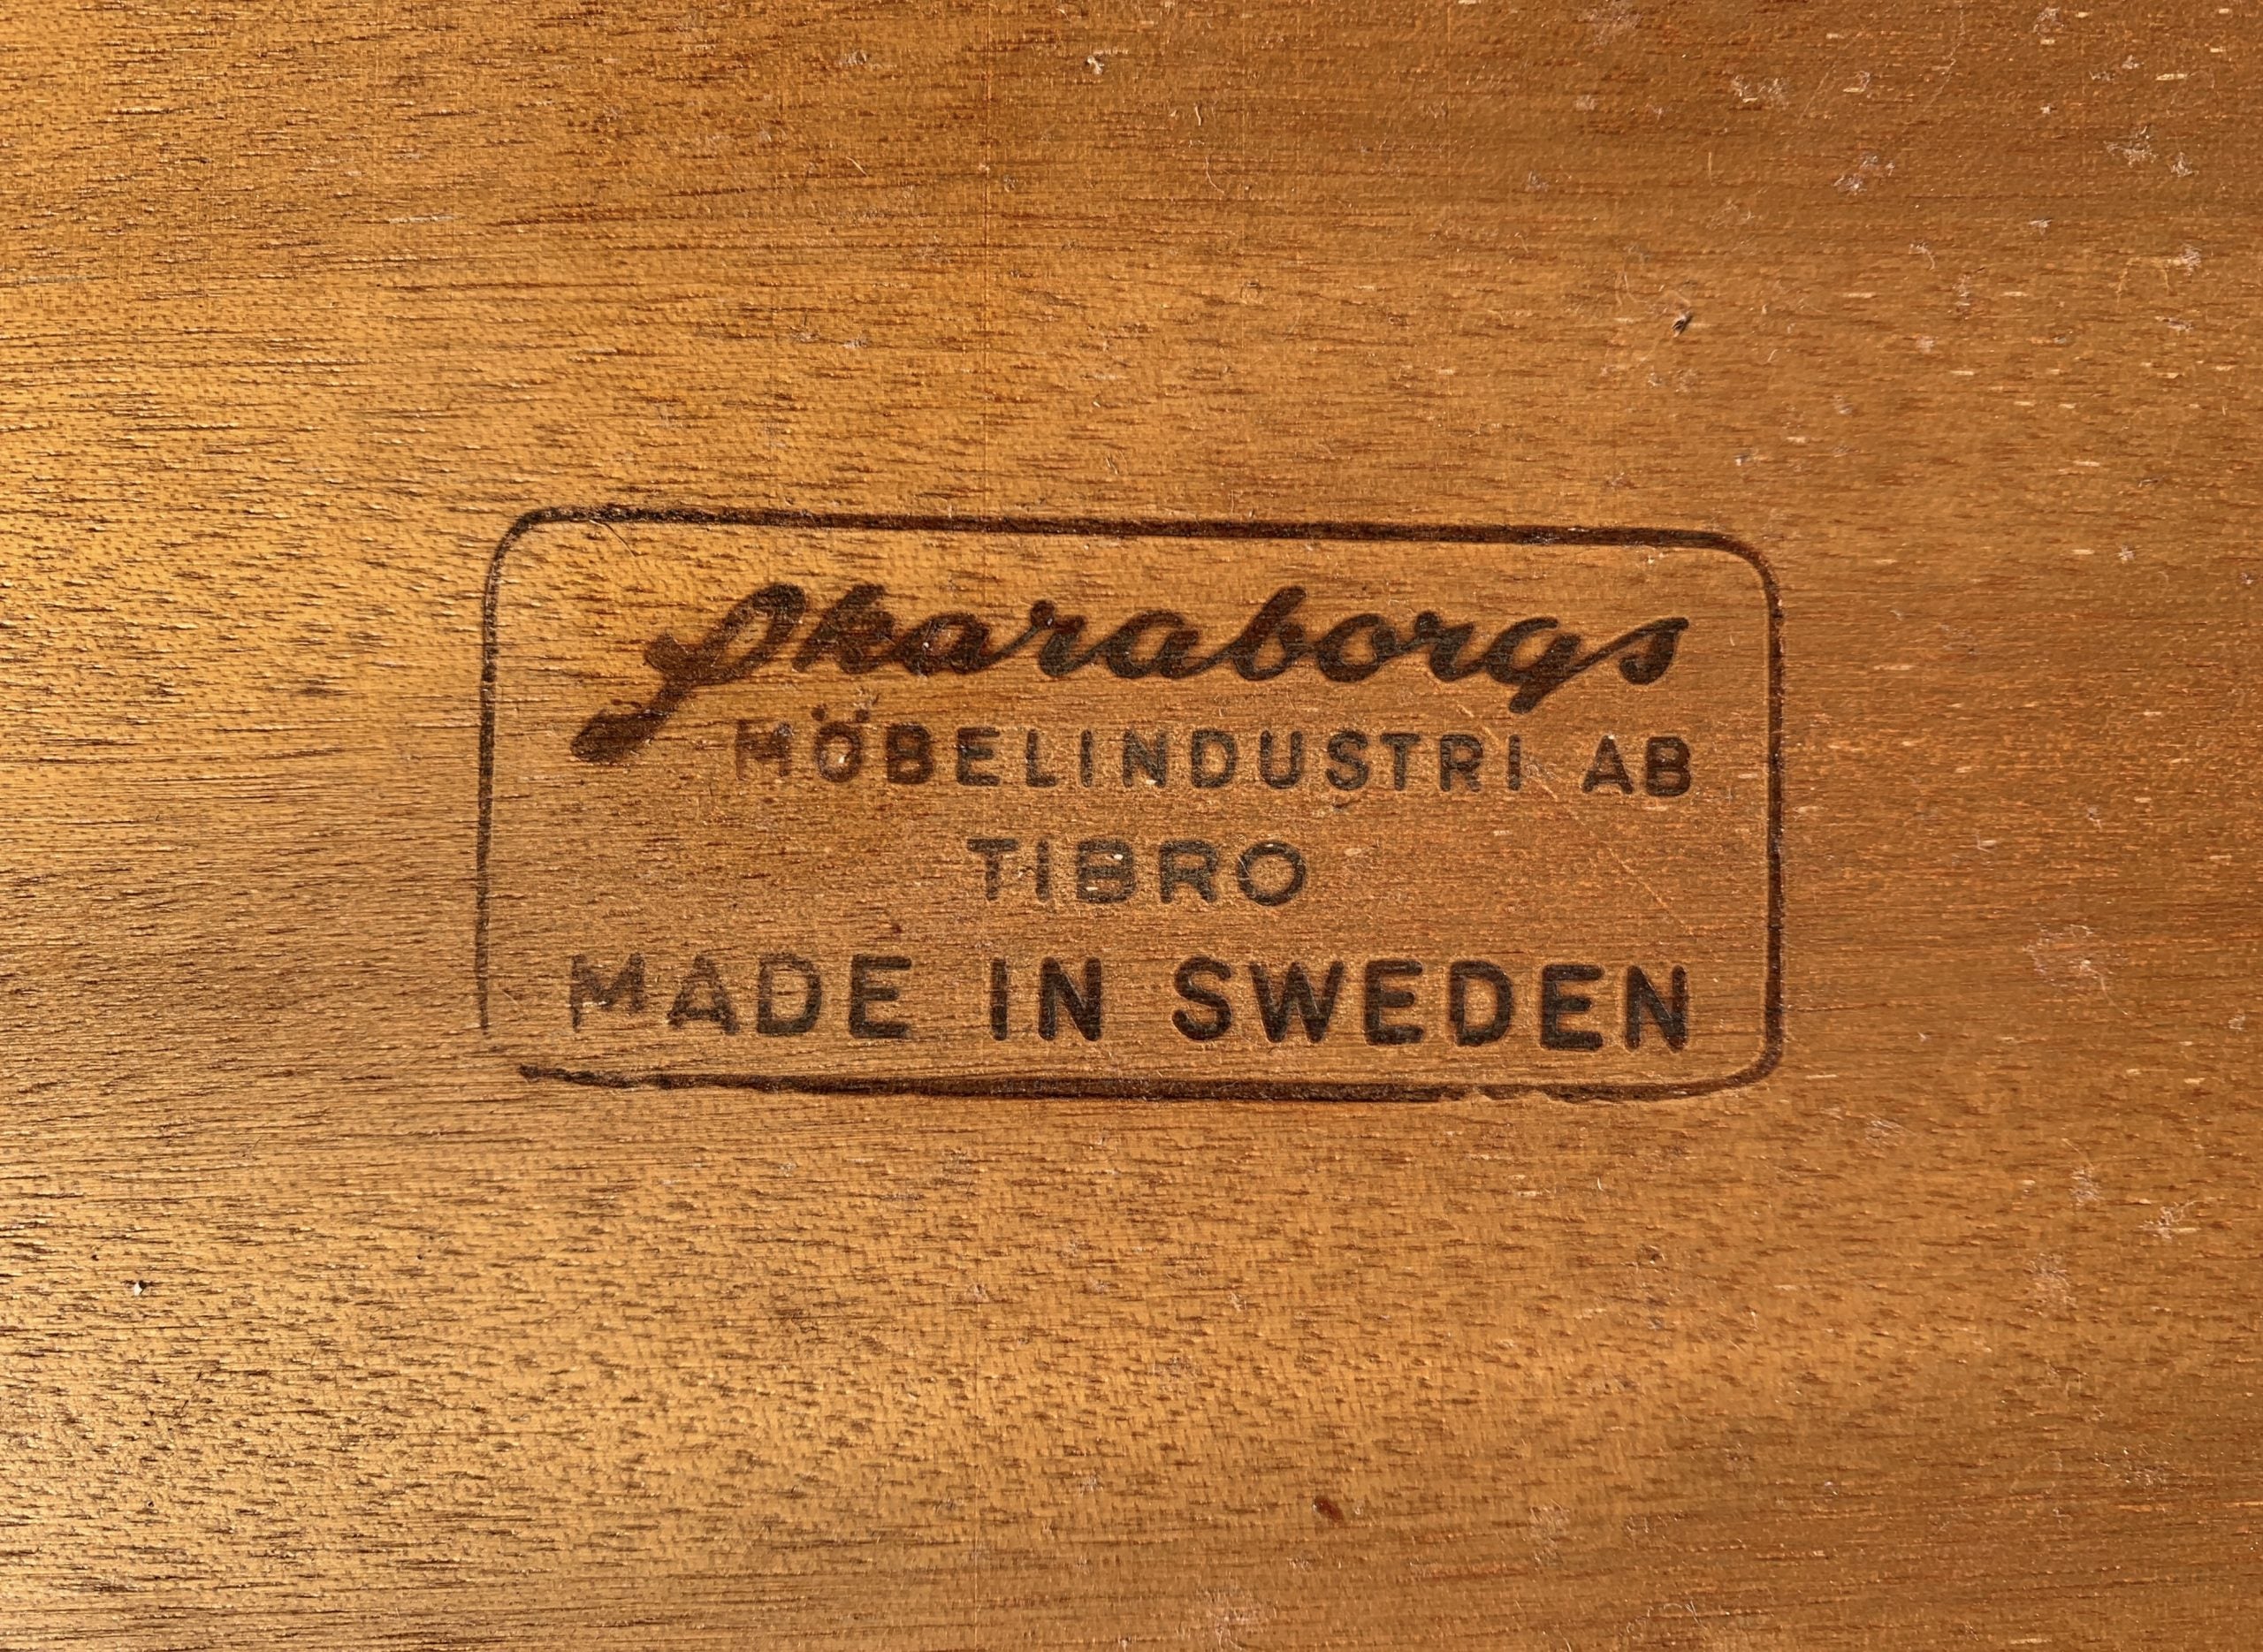 Skaraborgs
MÖBELINDUSTRI AB
TIBRO
MADE IN SWEDEN